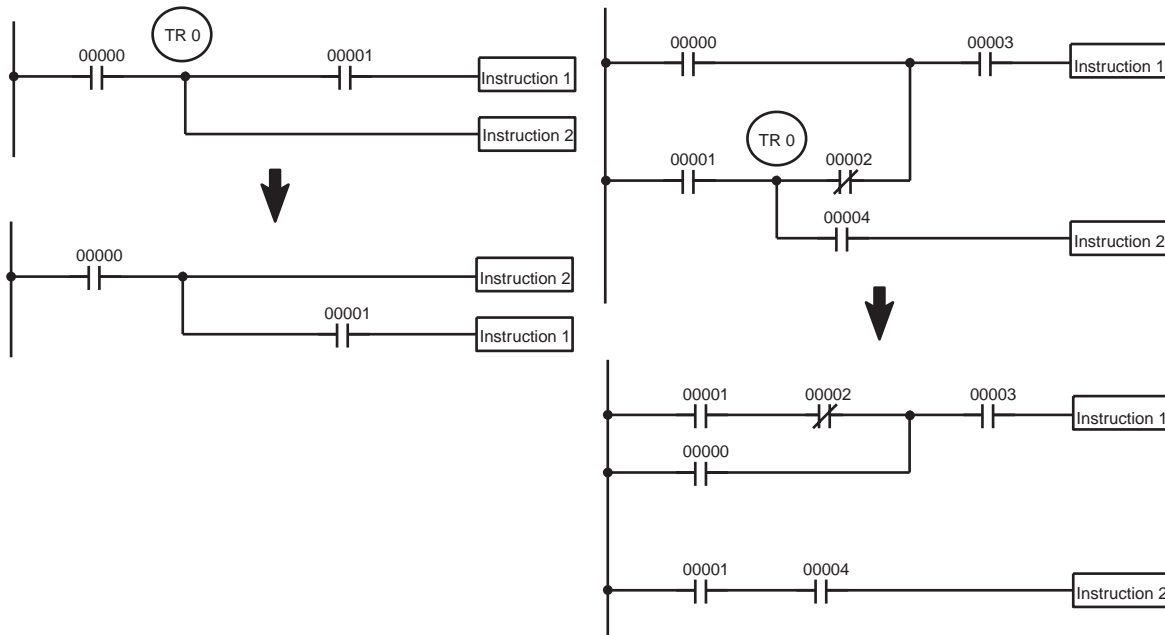 TR 0
00000
00001
Instruction 1
Instruction 2
00000
Instruction 2
00001
Instruction 1
00000
00003
Instruction 1
TR 0
00001
00002
00004
Instruction 2
00001
00002
00003
Instruction 1
00000
00001
00004
Instruction 2